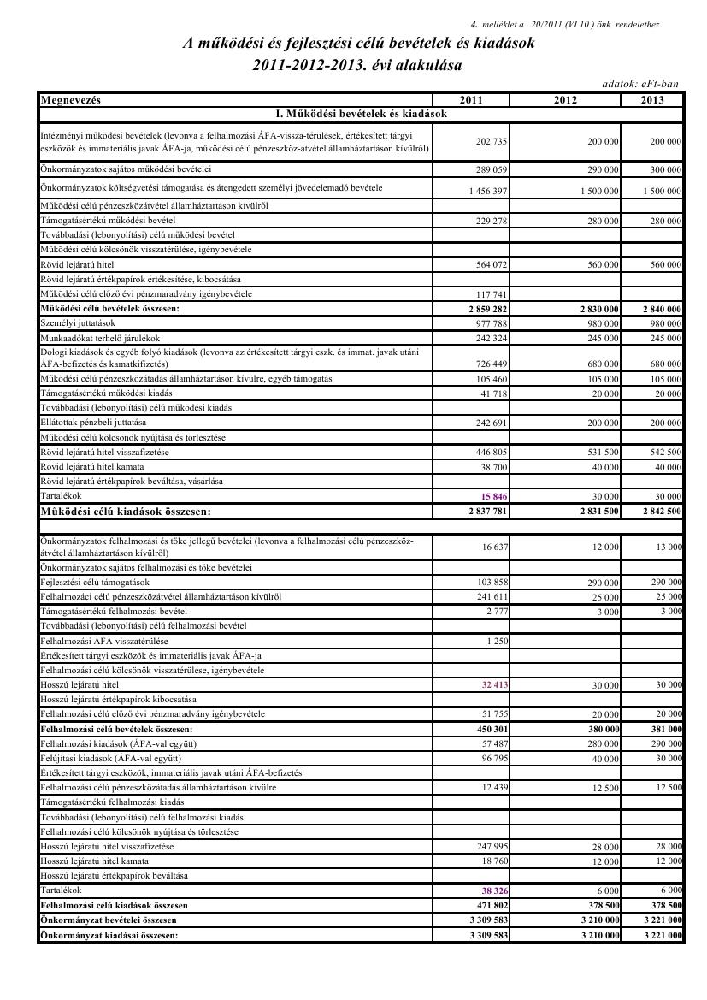 4. melléklet a 20/2011.(VI.10.) önk. rendelethez
A működési és fejlesztési célú bevételek és kiadások
2011-2012-2013. évi alakulása
adatok: eFt-ban
Megnevezés 2011 2012 2013
I. Működési bevételek és kiadások
Intézményi működési bevételek (levonva a felhalmozási ÁFA-vissza-térülések, értékesített tárgyi
eszközök és immateriális javak ÁFA-ja, működési célú pénzeszköz-átvétel államháztartáson kívülről) 202 735 200 000 200 000
Önkormányzatok sajátos működési bevételei 289 059 290 000 300 000
Önkormányzatok költségvetési támogatása és átengedett személyi jövedelemadó bevétele 1 456 397 1 500 000 1 500 000
Működési célú pénzeszközátvétel államháztartáson kívülről
Támogatásértékű működési bevétel 229 278 280 000 280 000
Továbbadási (lebonyolítási) célú működési bevétel
Működési célú kölcsönök visszatérülése, igénybevétele
Rövid lejáratú hitel 564 072 560 000 560 000
Rövid lejáratú értékpapírok értékesítése, kibocsátása
Működési célú előző évi pénzmaradvány igénybevétele 117 741
Működési célú bevételek összesen: 2 859 282 2 830 000 2 840 000
Személyi juttatások 977 788 980 000 980 000
Munkaadókat terhelő járulékok 242 324 245 000 245 000
Dologi kiadások és egyéb folyó kiadások (levonva az értékesített tárgyi eszk. és immat. javak utáni
ÁFA-befizetés és kamatkifizetés) 726 449 680 000 680 000
Működési célú pénzeszközátadás államháztartáson kívülre, egyéb támogatás 105 460 105 000 105 000
Támogatásértékű működési kiadás 41 718 20 000 20 000
Továbbadási (lebonyolítási) célú működési kiadás
Ellátottak pénzbeli juttatása 242 691 200 000 200 000
Működési célú kölcsönök nyújtása és törlesztése
Rövid lejáratú hitel visszafizetése 446 805 531 500 542 500
Rövid lejáratú hitel kamata 38 700 40 000 40 000
Rövid lejáratú értékpapírok beváltása, vásárlása
Tartalékok 15 846 30 000 30 000
Működési célú kiadások összesen: 2 837 781 2 831 500 2 842 500
Önkormányzatok felhalmozási és tőke jellegű bevételei (levonva a felhalmozási célú pénzeszköz-
átvétel államháztartáson kívülről) 16 637 12 000 13 000
Önkormányzatok sajátos felhalmozási és tőke bevételei
Fejlesztési célú támogatások 103 858 290 000 290 000
Felhalmozáci célú pénzeszközátvétel államháztartáson kívülről 241 611 25 000 25 000
Támogatásértékű felhalmozási bevétel 2 777 3 000 3 000
Továbbadási (lebonyolítási) célú felhalmozási bevétel
Felhalmozási ÁFA visszatérülése 1 250
Értékesített tárgyi eszközök és immateriális javak ÁFA-ja
Felhalmozási célú kölcsönök visszatérülése, igénybevétele
Hosszú lejáratú hitel 32 413 30 000 30 000
Hosszú lejáratú értékpapírok kibocsátása
Felhalmozási célú előző évi pénzmaradvány igénybevétele 51 755 20 000 20 000
Felhalmozási célú bevételek összesen: 450 301 380 000 381 000
Felhalmozási kiadások (ÁFA-val együtt) 57 487 280 000 290 000
Felújítási kiadások (ÁFA-val együtt) 96 795 40 000 30 000
Értékesített tárgyi eszközök, immateriális javak utáni ÁFA-befizetés
Felhalmozási célú pénzeszközátadás államháztartáson kívülre 12 439 12 500 12 500
Támogatásértékű felhalmozási kiadás
Továbbadási (lebonyolítási) célú felhalmozási kiadás
Felhalmozási célú kölcsönök nyújtása és törlesztése
Hosszú lejáratú hitel visszafizetése 247 995 28 000 28 000
Hosszú lejáratú hitel kamata 18 760 12 000 12 000
Hosszú lejáratú értékpapírok beváltása
Tartalékok 38 326 6 000 6 000
Felhalmozási célú kiadások összesen 471 802 378 500 378 500
Önkormányzat bevételei összesen 3 309 583 3 210 000 3 221 000
Önkormányzat kiadásai összesen: 3 309 583 3 210 000 3 221 000